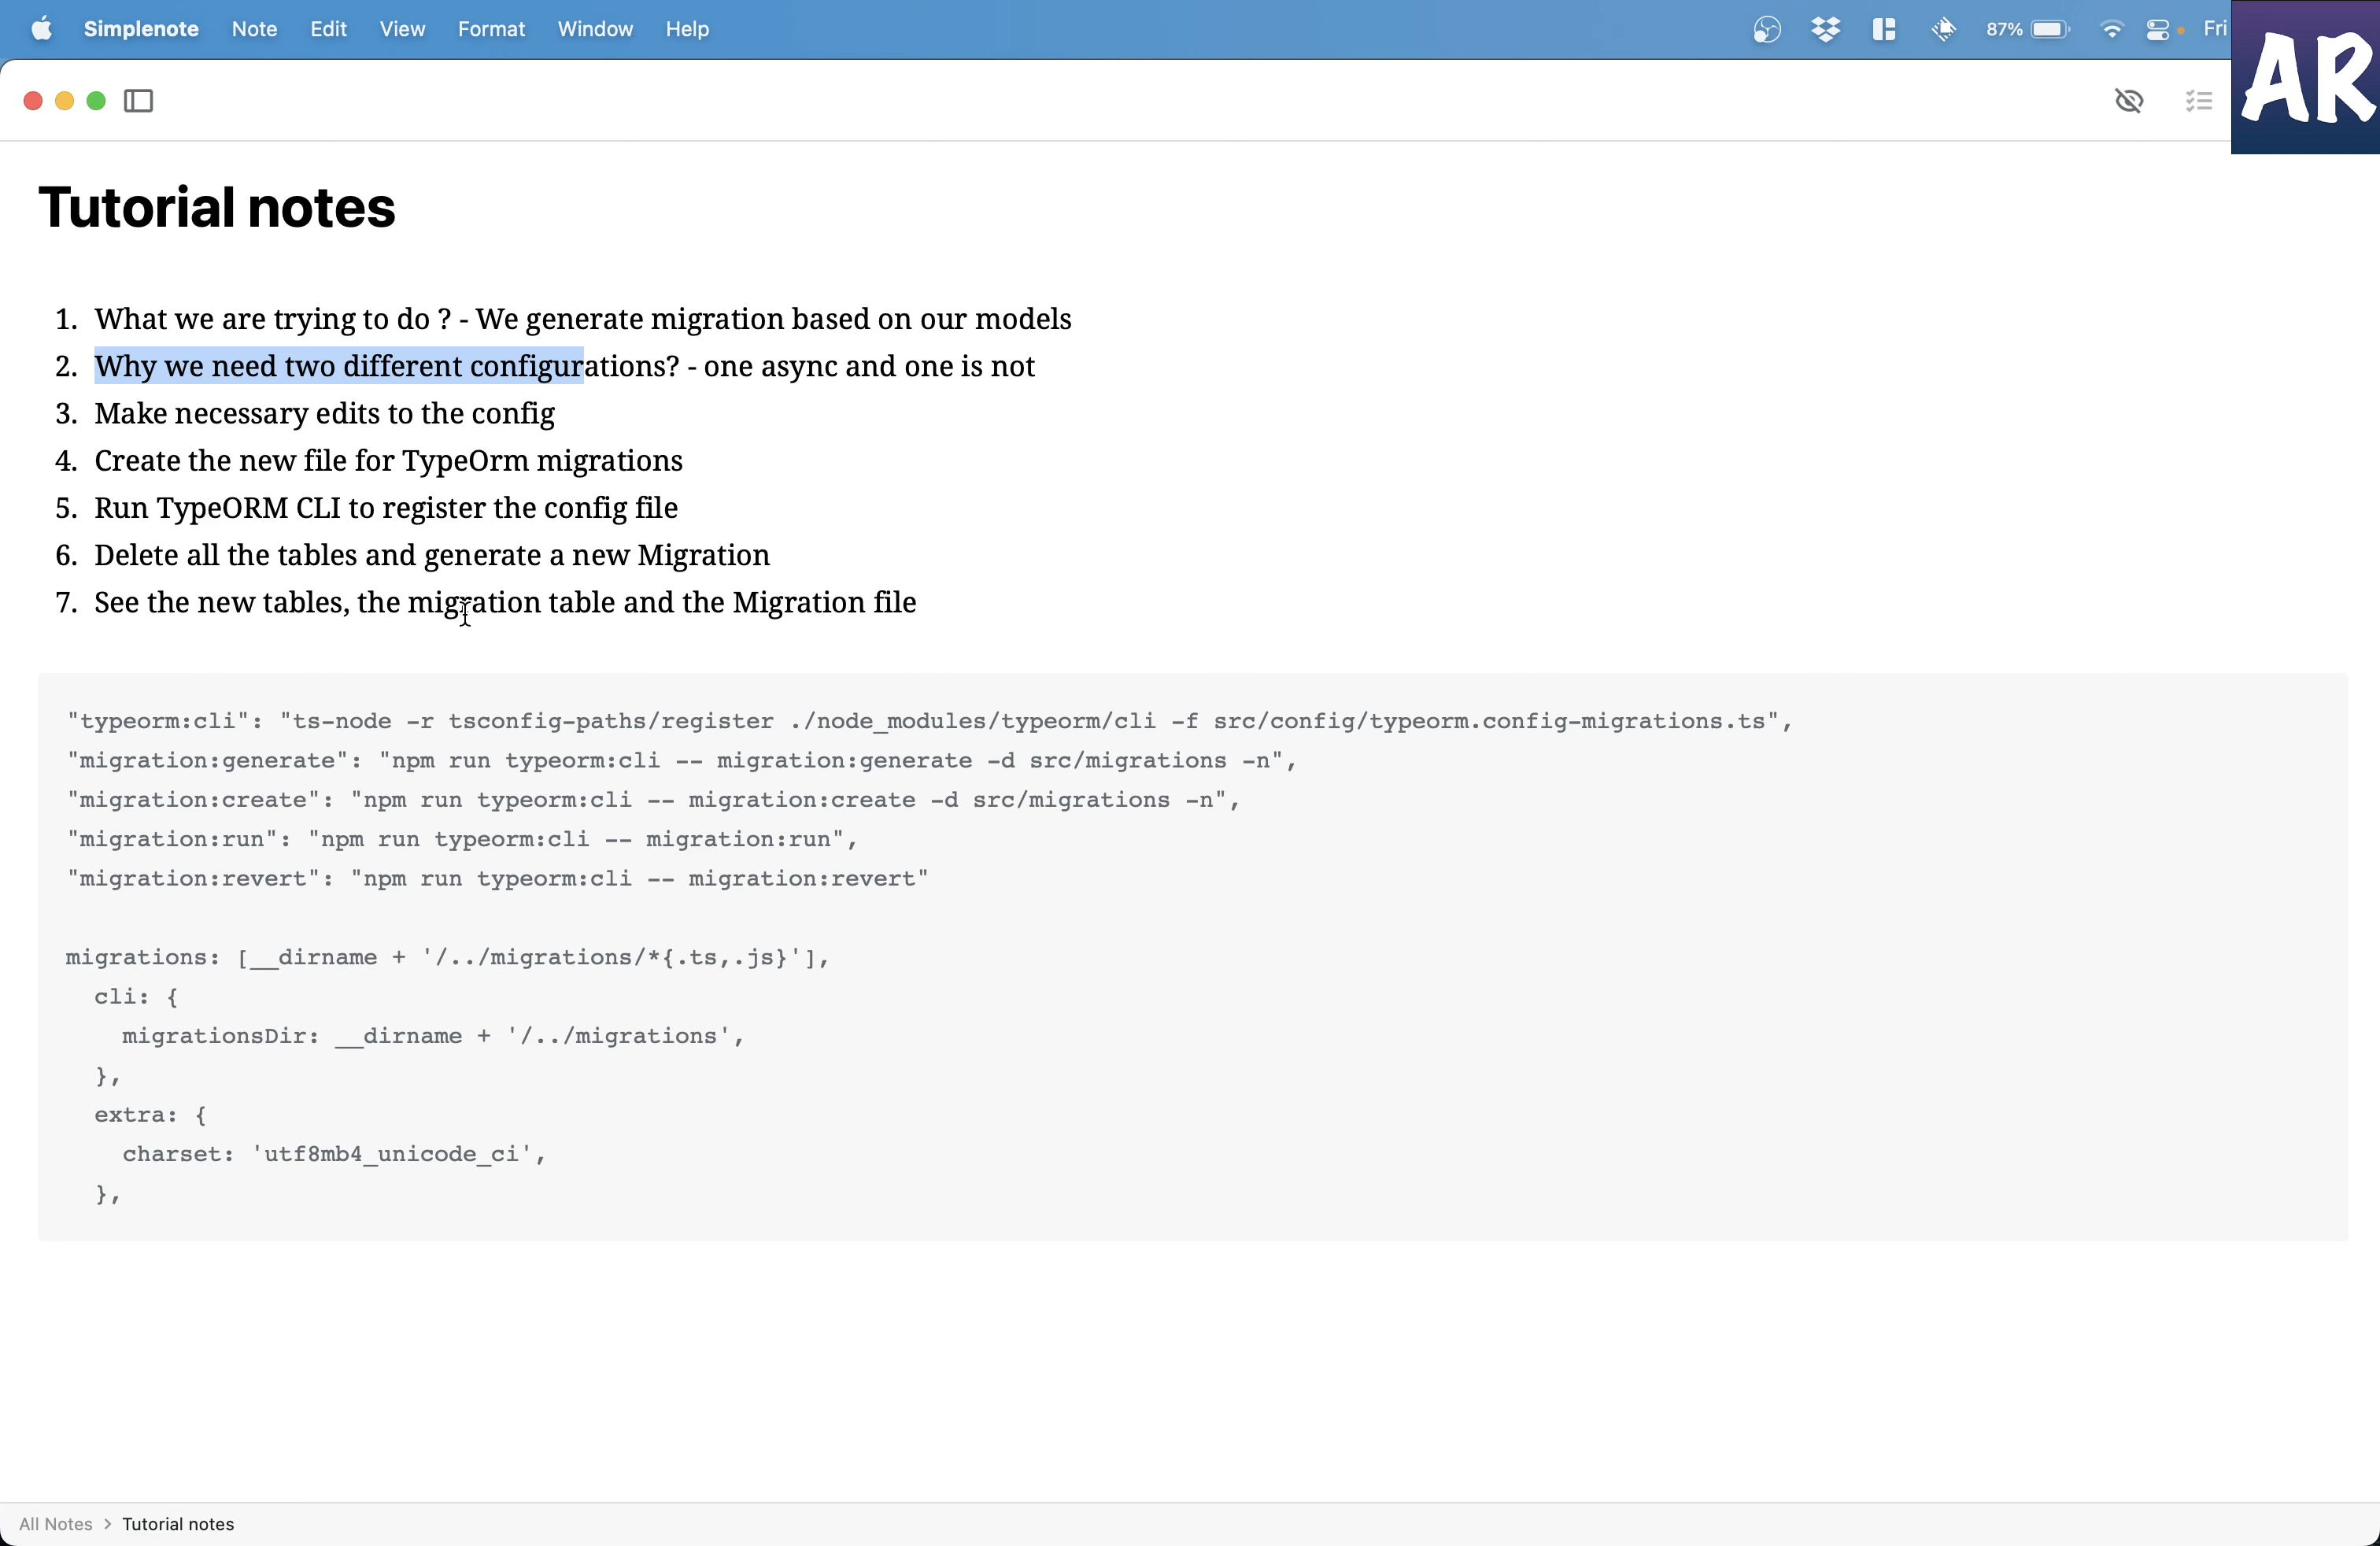 Simplenote Note Edit View Format Window Help 87% Fri
AR
Tutorial notes
1. What we are trying to do ? - We generate migration based on our models
2. Why we need two different configurations? - one async and one is not
3. Make necessary edits to the config
4. Create the new file for TypeOrm migrations
5. Run TypeORM CLI to register the config file
6. Delete all the tables and generate a new Migration
7. See the new tables, the migration table and the Migration file
"typeorm:cli": "ts-node -r tsconfig-paths/register ./node_modules/typeorm/cli -f src/config/typeorm.config-migrations.ts",
"migration:generate": "npm run typeorm:cli -- migration:generate -d src/migrations -n",
"migration:create": "npm run typeorm:cli -- migration:create -d src/migrations -n",
"migration:run": "npm run typeorm:cli -- migration:run",
"migration:revert": "npm run typeorm:cli -- migration:revert"
migrations: [__dirname + '/../migrations/*{.ts,.js}'],
cli: {
migrationsDir: __dirname + '/../migrations',
},
extra: {
charset: 'utf8mb4_unicode_ci',
},
All Notes > Tutorial notes